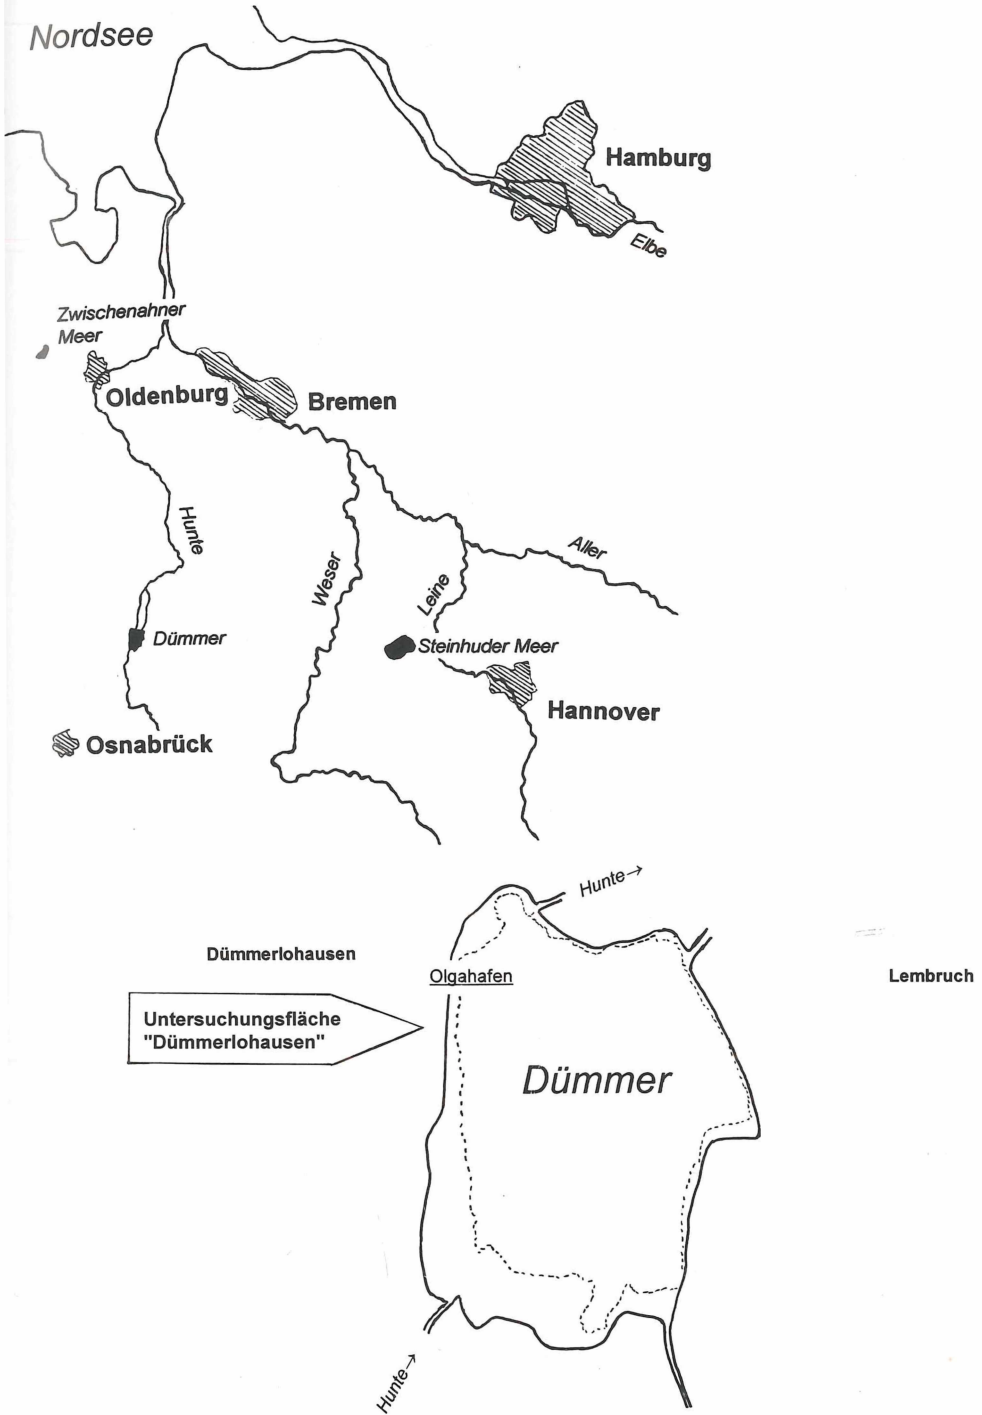 Nordsee
Hamburg
Elbe
Zwischenahner
Meer
Oldenburg
Bremen
Hunte
Weser
Leine
Aller
Dümmer
Steinhuder Meer
Hannover
Osnabrück
Hunte→
Dümmerlohausen
Olgahafen
Lembruch
Untersuchungsfläche
"Dümmerlohausen"
Dümmer
Hunte→